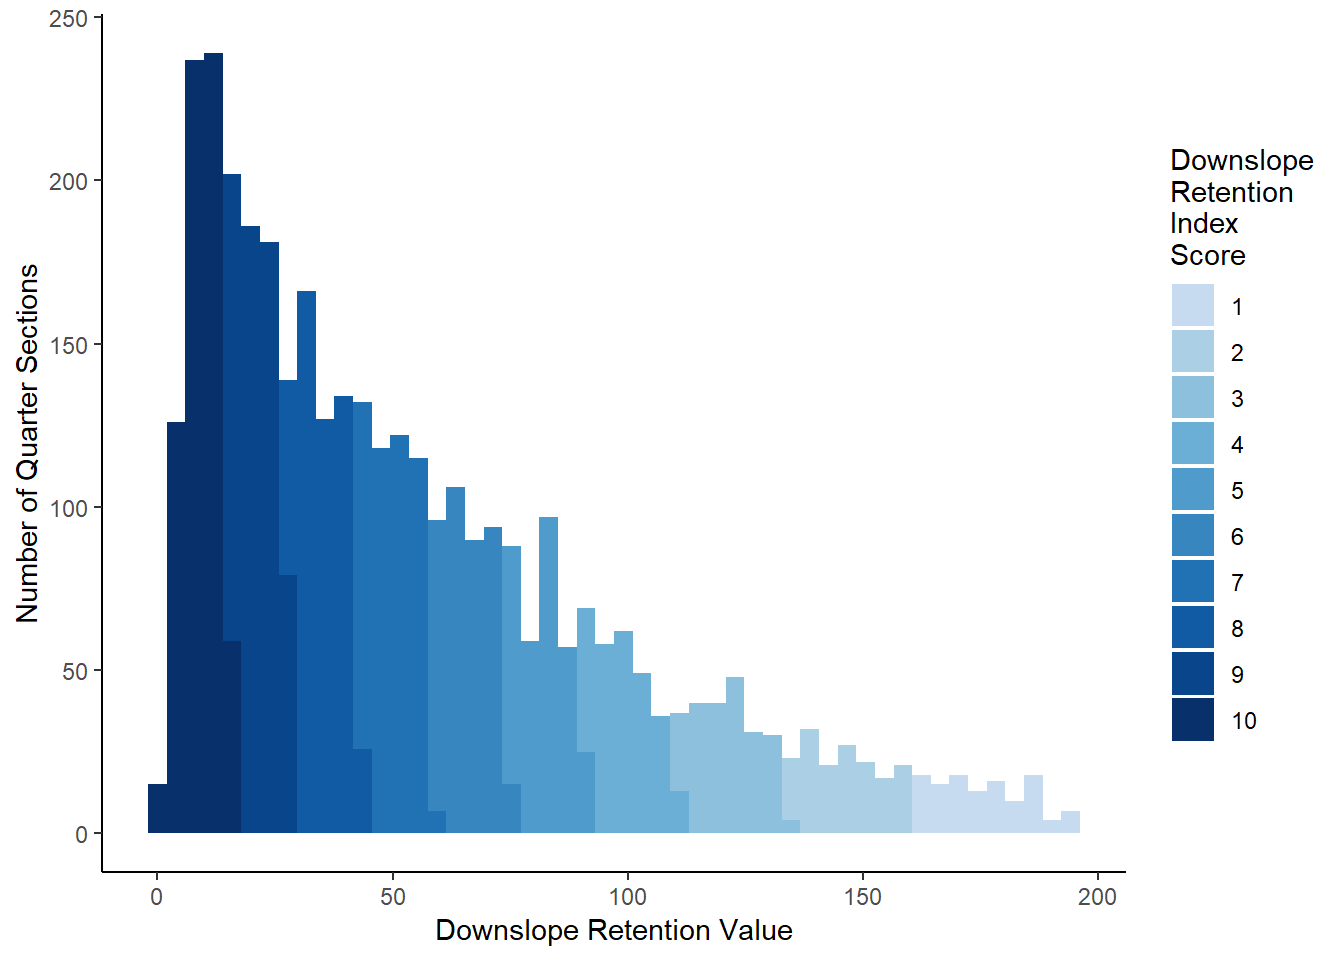 250
200
150
100
50
0
Number of Quarter Sections
0 50 100 150 200
Downslope Retention Value
Downslope
Retention
Index
Score
1
2
3
4
5
6
7
8
9
10